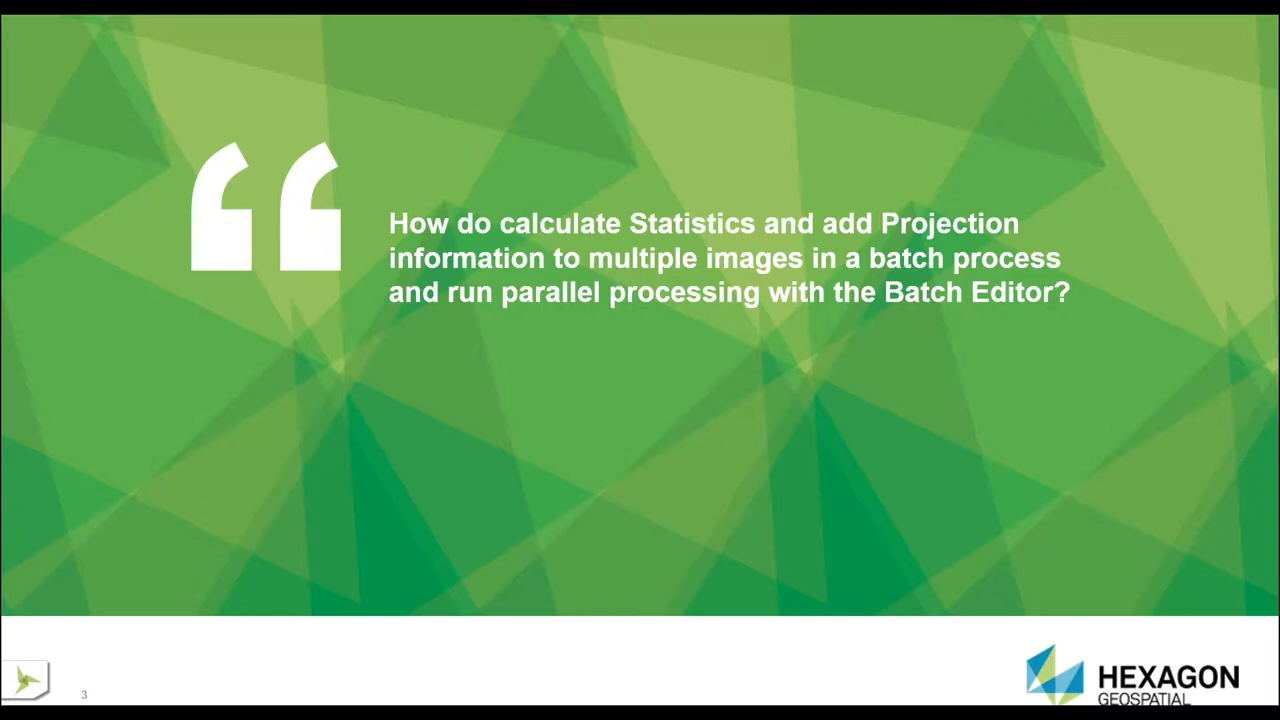 How do calculate Statistics and add Projection
information to multiple images in a batch process
and run parallel processing with the Batch Editor?
3
HEXAGON
GEOSPATIAL